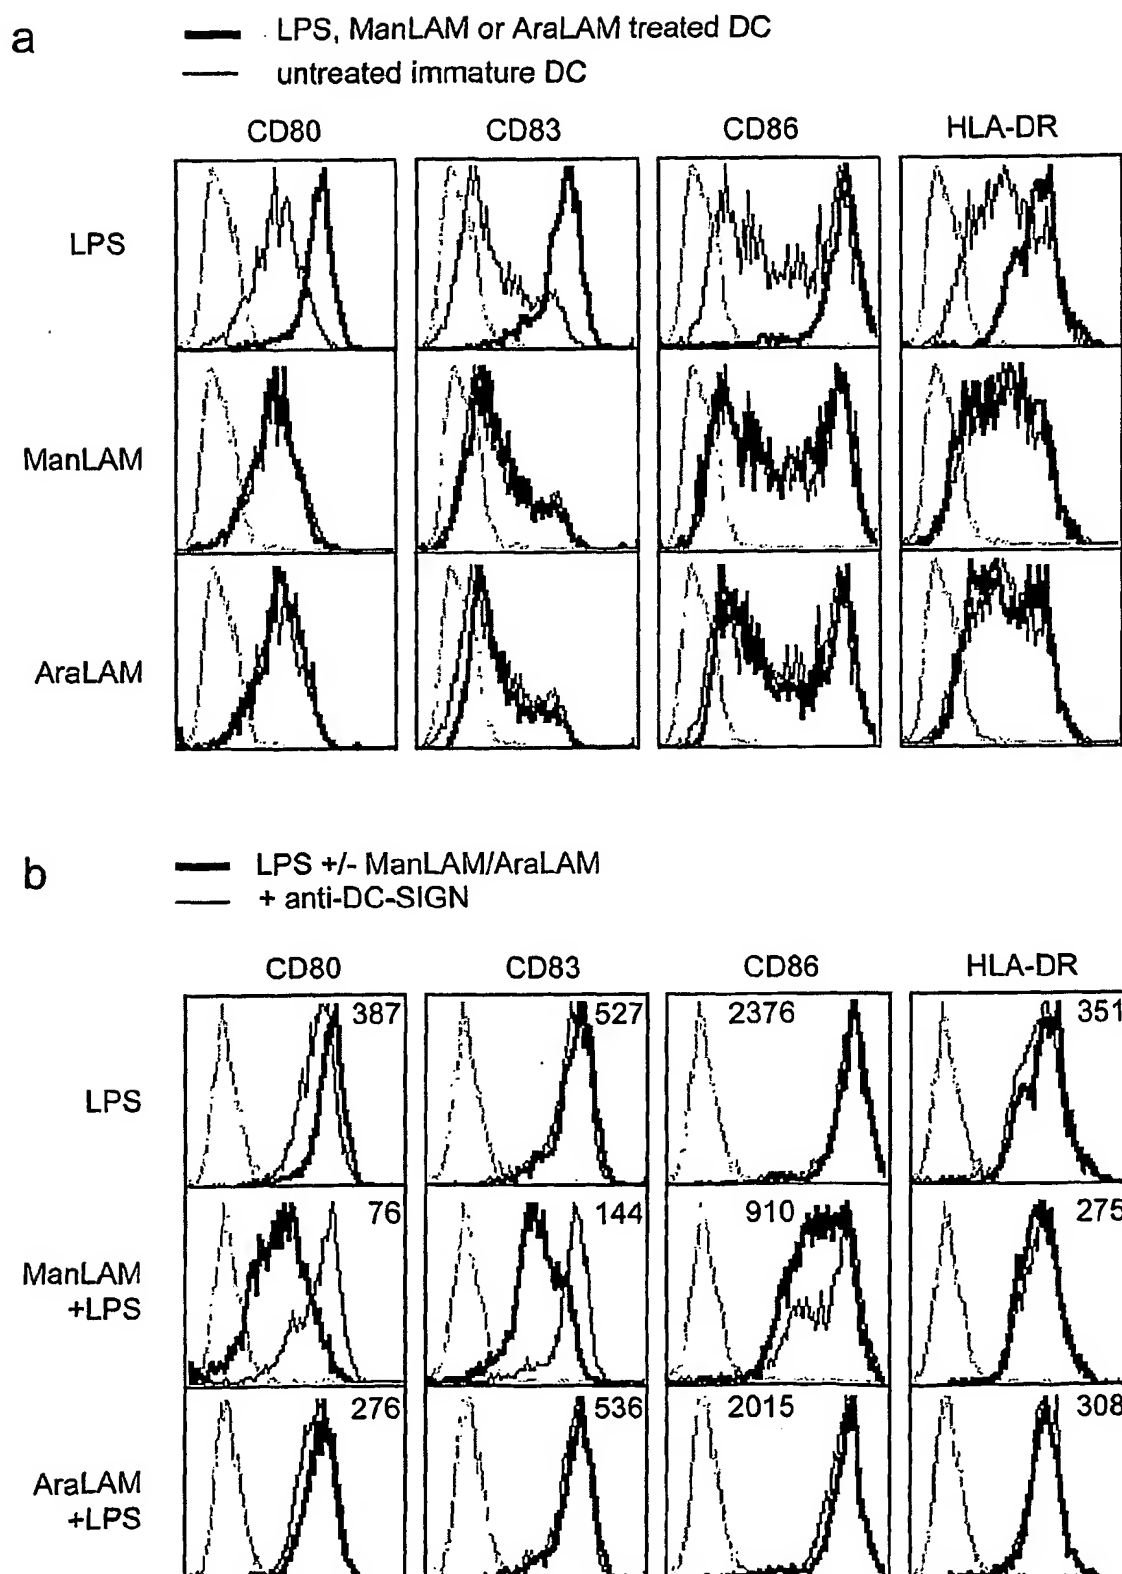 a
LPS, ManLAM or AraLAM treated DC
untreated immature DC
CD80 CD83 CD86 HLA-DR
LPS
ManLAM
AraLAM
b
LPS +/- ManLAM/AraLAM
+ anti-DC-SIGN
CD80 CD83 CD86 HLA-DR
LPS 387 527 2376 351
ManLAM
+LPS 76 144 910 275
AraLAM
+LPS 276 536 2015 308